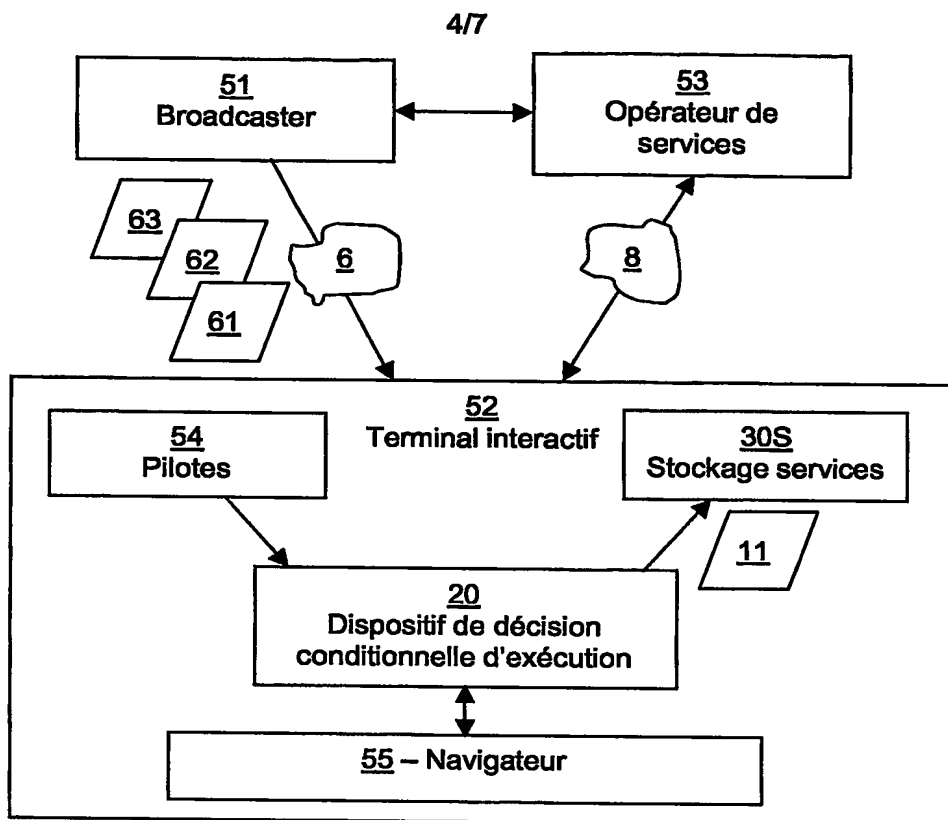 4/7
51
Broadcaster
53
Opérateur de
services
63
62
61
6
8
52
Terminal interactif
54
Pilotes
30S
Stockage services
11
20
Dispositif de décision
conditionnelle d'exécution
55 – Navigateur